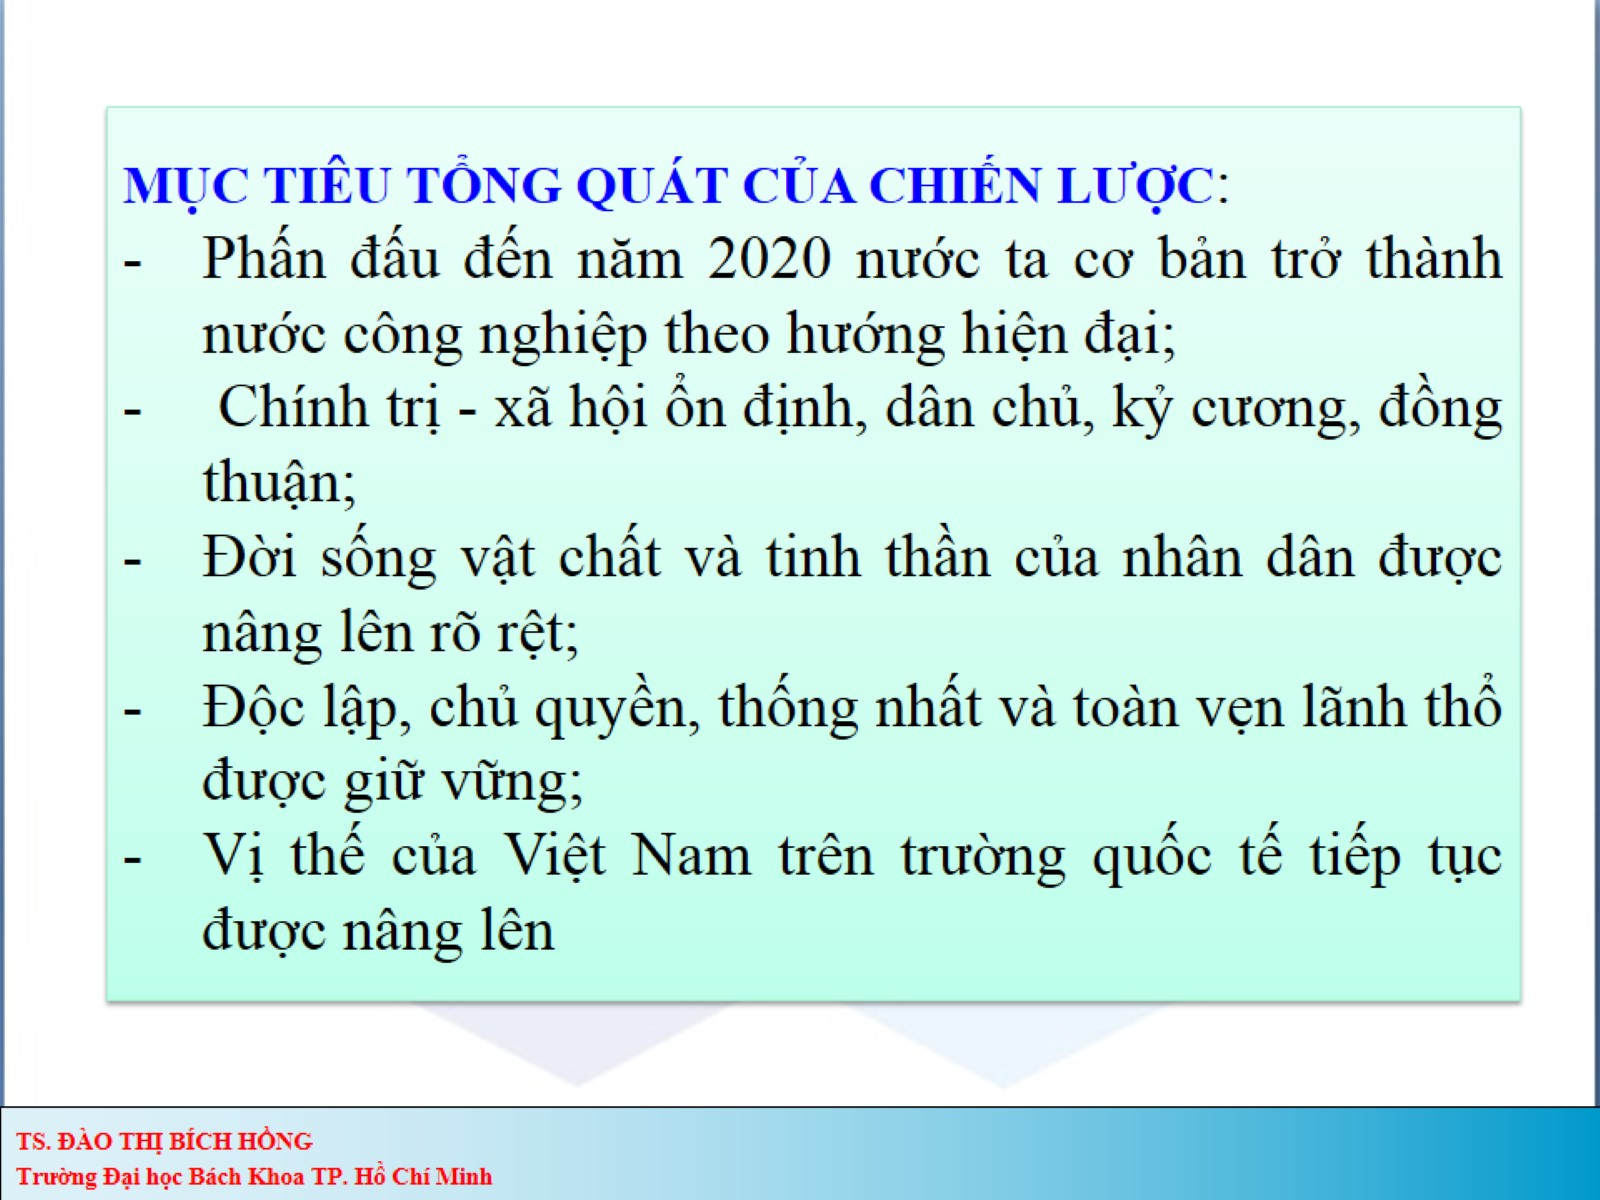 MỤC TIÊU TỔNG QUÁT CỦA CHIẾN LƯỢC:
- Phấn đấu đến năm 2020 nước ta cơ bản trở thành
nước công nghiệp theo hướng hiện đại;
- Chính trị - xã hội ổn định, dân chủ, kỷ cương, đồng
thuận;
- Đời sống vật chất và tinh thần của nhân dân được
nâng lên rõ rệt;
- Độc lập, chủ quyền, thống nhất và toàn vẹn lãnh thổ
được giữ vững;
- Vị thế của Việt Nam trên trường quốc tế tiếp tục
được nâng lên
TS. ĐÀO THỊ BÍCH HỒNG
Trường Đại học Bách Khoa TP. Hồ Chí Minh